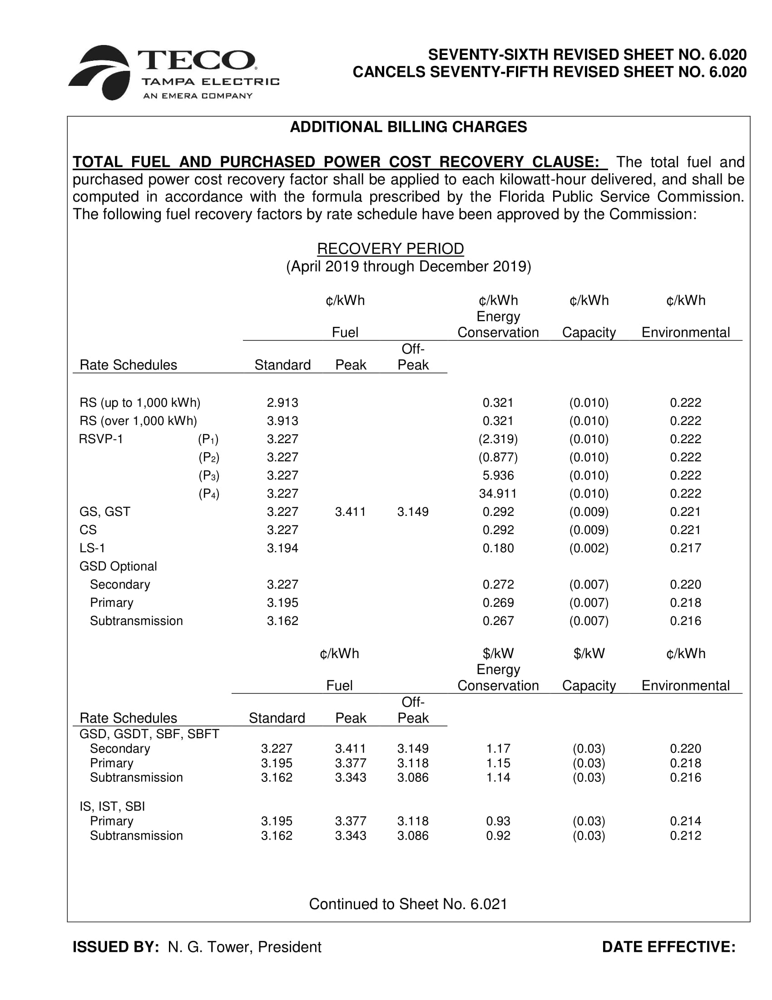 TECO®
TAMPA ELECTRIC
AN EMERA COMPANY
SEVENTY-SIXTH REVISED SHEET NO. 6.020
CANCELS SEVENTY-FIFTH REVISED SHEET NO. 6.020
ADDITIONAL BILLING CHARGES
TOTAL FUEL AND PURCHASED POWER COST RECOVERY CLAUSE: The total fuel and
purchased power cost recovery factor shall be applied to each kilowatt-hour delivered, and shall be
computed in accordance with the formula prescribed by the Florida Public Service Commission.
The following fuel recovery factors by rate schedule have been approved by the Commission:
RECOVERY PERIOD
(April 2019 through December 2019)
¢/kWh ¢/kWh ¢/kWh ¢/kWh
Energy
Fuel Conservation Capacity Environmental
Off-
Rate Schedules Standard Peak Peak
RS (up to 1,000 kWh) 2.913 0.321 (0.010) 0.222
RS (over 1,000 kWh) 3.913 0.321 (0.010) 0.222
RSVP-1 (P1) 3.227 (2.319) (0.010) 0.222
(P2) 3.227 (0.877) (0.010) 0.222
(P3) 3.227 5.936 (0.010) 0.222
(P4) 3.227 34.911 (0.010) 0.222
GS, GST 3.227 3.411 3.149 0.292 (0.009) 0.221
CS 3.227 0.292 (0.009) 0.221
LS-1 3.194 0.180 (0.002) 0.217
GSD Optional
Secondary 3.227 0.272 (0.007) 0.220
Primary 3.195 0.269 (0.007) 0.218
Subtransmission 3.162 0.267 (0.007) 0.216
¢/kWh $/kW $/kW ¢/kWh
Energy
Fuel Conservation Capacity Environmental
Off-
Rate Schedules Standard Peak Peak
GSD, GSDT, SBF, SBFT
Secondary 3.227 3.411 3.149 1.17 (0.03) 0.220
Primary 3.195 3.377 3.118 1.15 (0.03) 0.218
Subtransmission 3.162 3.343 3.086 1.14 (0.03) 0.216
IS, IST, SBI
Primary 3.195 3.377 3.118 0.93 (0.03) 0.214
Subtransmission 3.162 3.343 3.086 0.92 (0.03) 0.212
Continued to Sheet No. 6.021
ISSUED BY: N. G. Tower, President
DATE EFFECTIVE: